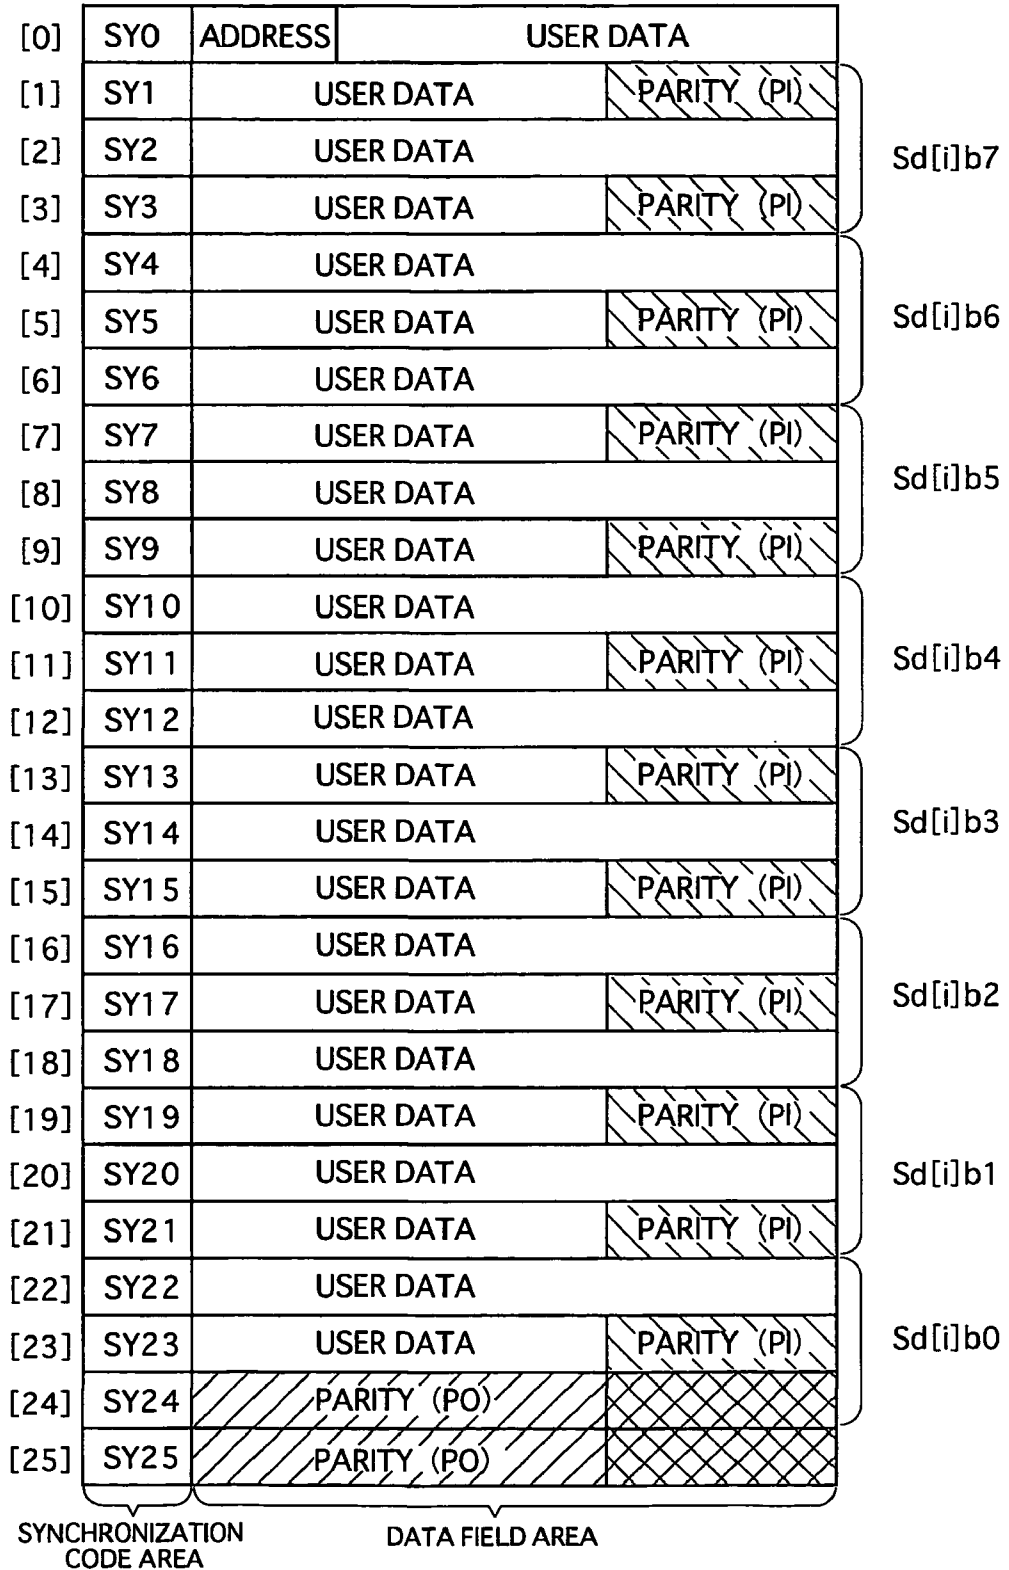 [0] SY0 ADDRESS USER DATA
[1] SY1 USER DATA PARITY (PI)
[2] SY2 USER DATA
Sd[i]b7
[3] SY3 USER DATA PARITY (PI)
[4] SY4 USER DATA
[5] SY5 USER DATA PARITY (PI)
Sd[i]b6
[6] SY6 USER DATA
[7] SY7 USER DATA PARITY (PI)
[8] SY8 USER DATA
Sd[i]b5
[9] SY9 USER DATA PARITY (PI)
[10] SY10 USER DATA
[11] SY11 USER DATA PARITY (PI)
Sd[i]b4
[12] SY12 USER DATA
[13] SY13 USER DATA PARITY (PI)
[14] SY14 USER DATA
Sd[i]b3
[15] SY15 USER DATA PARITY (PI)
[16] SY16 USER DATA
[17] SY17 USER DATA PARITY (PI)
Sd[i]b2
[18] SY18 USER DATA
[19] SY19 USER DATA PARITY (PI)
[20] SY20 USER DATA
Sd[i]b1
[21] SY21 USER DATA PARITY (PI)
[22] SY22 USER DATA
[23] SY23 USER DATA PARITY (PI)
Sd[i]b0
[24] SY24 PARITY (PO)
[25] SY25 PARITY (PO)
SYNCHRONIZATION
CODE AREA
DATA FIELD AREA